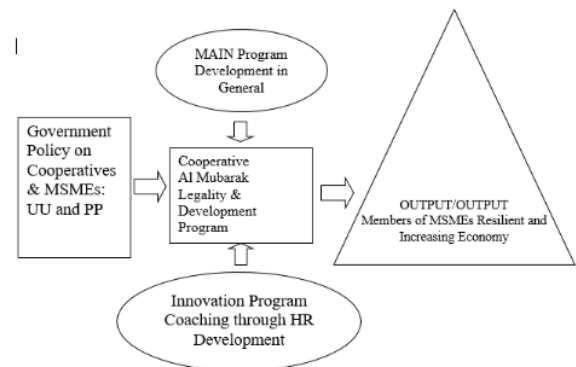 MAIN Program
Development in
General
Government
Policy on
Cooperatives
& MSMEs:
UU and PP
Cooperative
Al Mubarak
Legality &
Development
Program
OUTPUT/OUTPUT
Members of MSMEs Resilient and
Increasing Economy
Innovation Program
Coaching through HR
Development